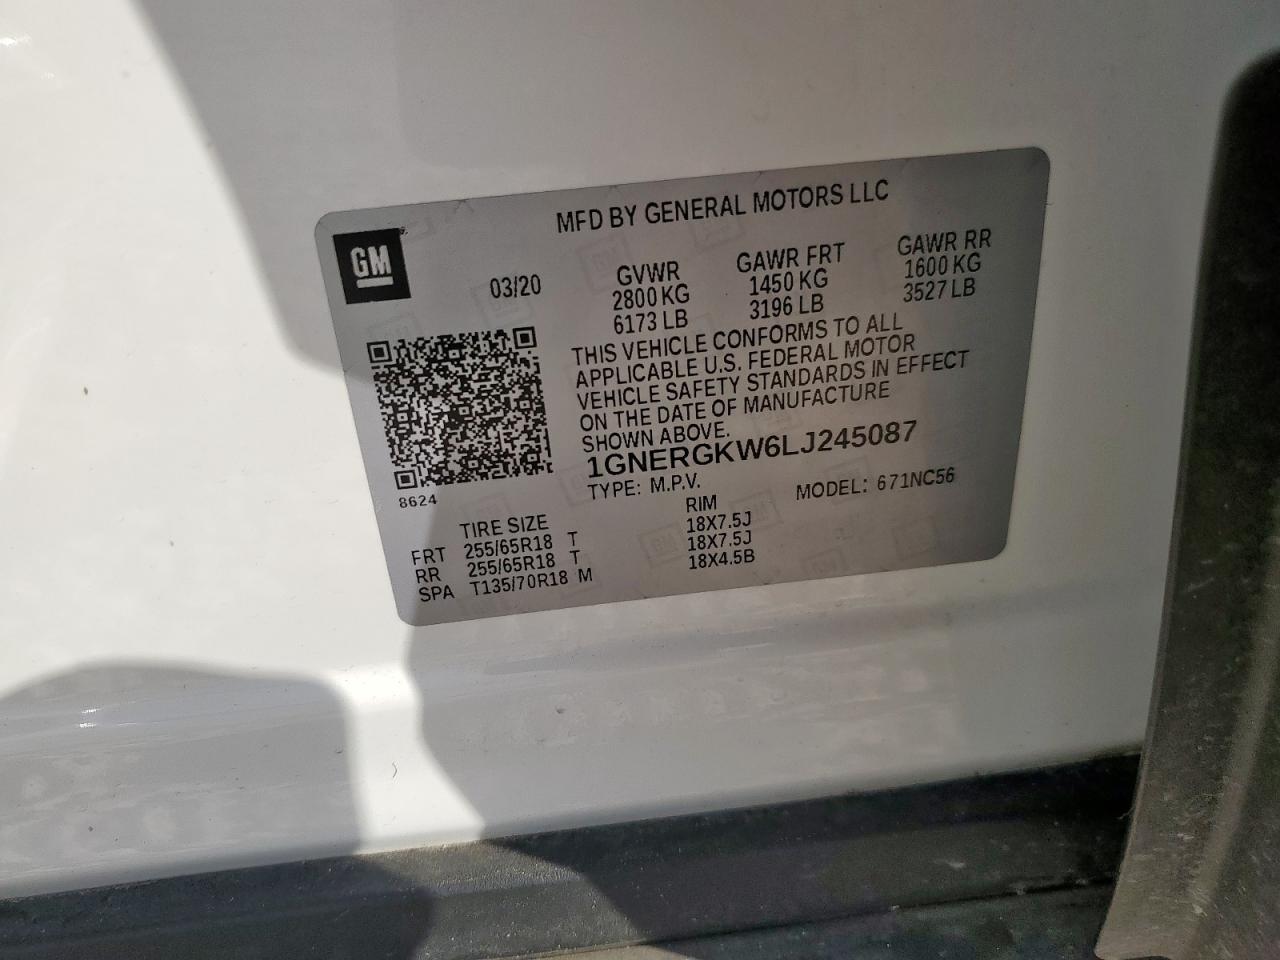 MFD BY GENERAL MOTORS LLC
GM
03/20
GVWR
2800 KG
6173 LB
GAWR FRT
1450 KG
3196 LB
GAWR RR
1600 KG
3527 LB
THIS VEHICLE CONFORMS TO ALL
APPLICABLE U.S. FEDERAL MOTOR
VEHICLE SAFETY STANDARDS IN EFFECT
ON THE DATE OF MANUFACTURE
SHOWN ABOVE.
1GNERGKW6LJ245087
TYPE: M.P.V. MODEL: 671NC56
8624
TIRE SIZE RIM
FRT 255/65R18 T 18X7.5J
RR 255/65R18 T 18X7.5J
SPA T135/70R18 M 18X4.5B